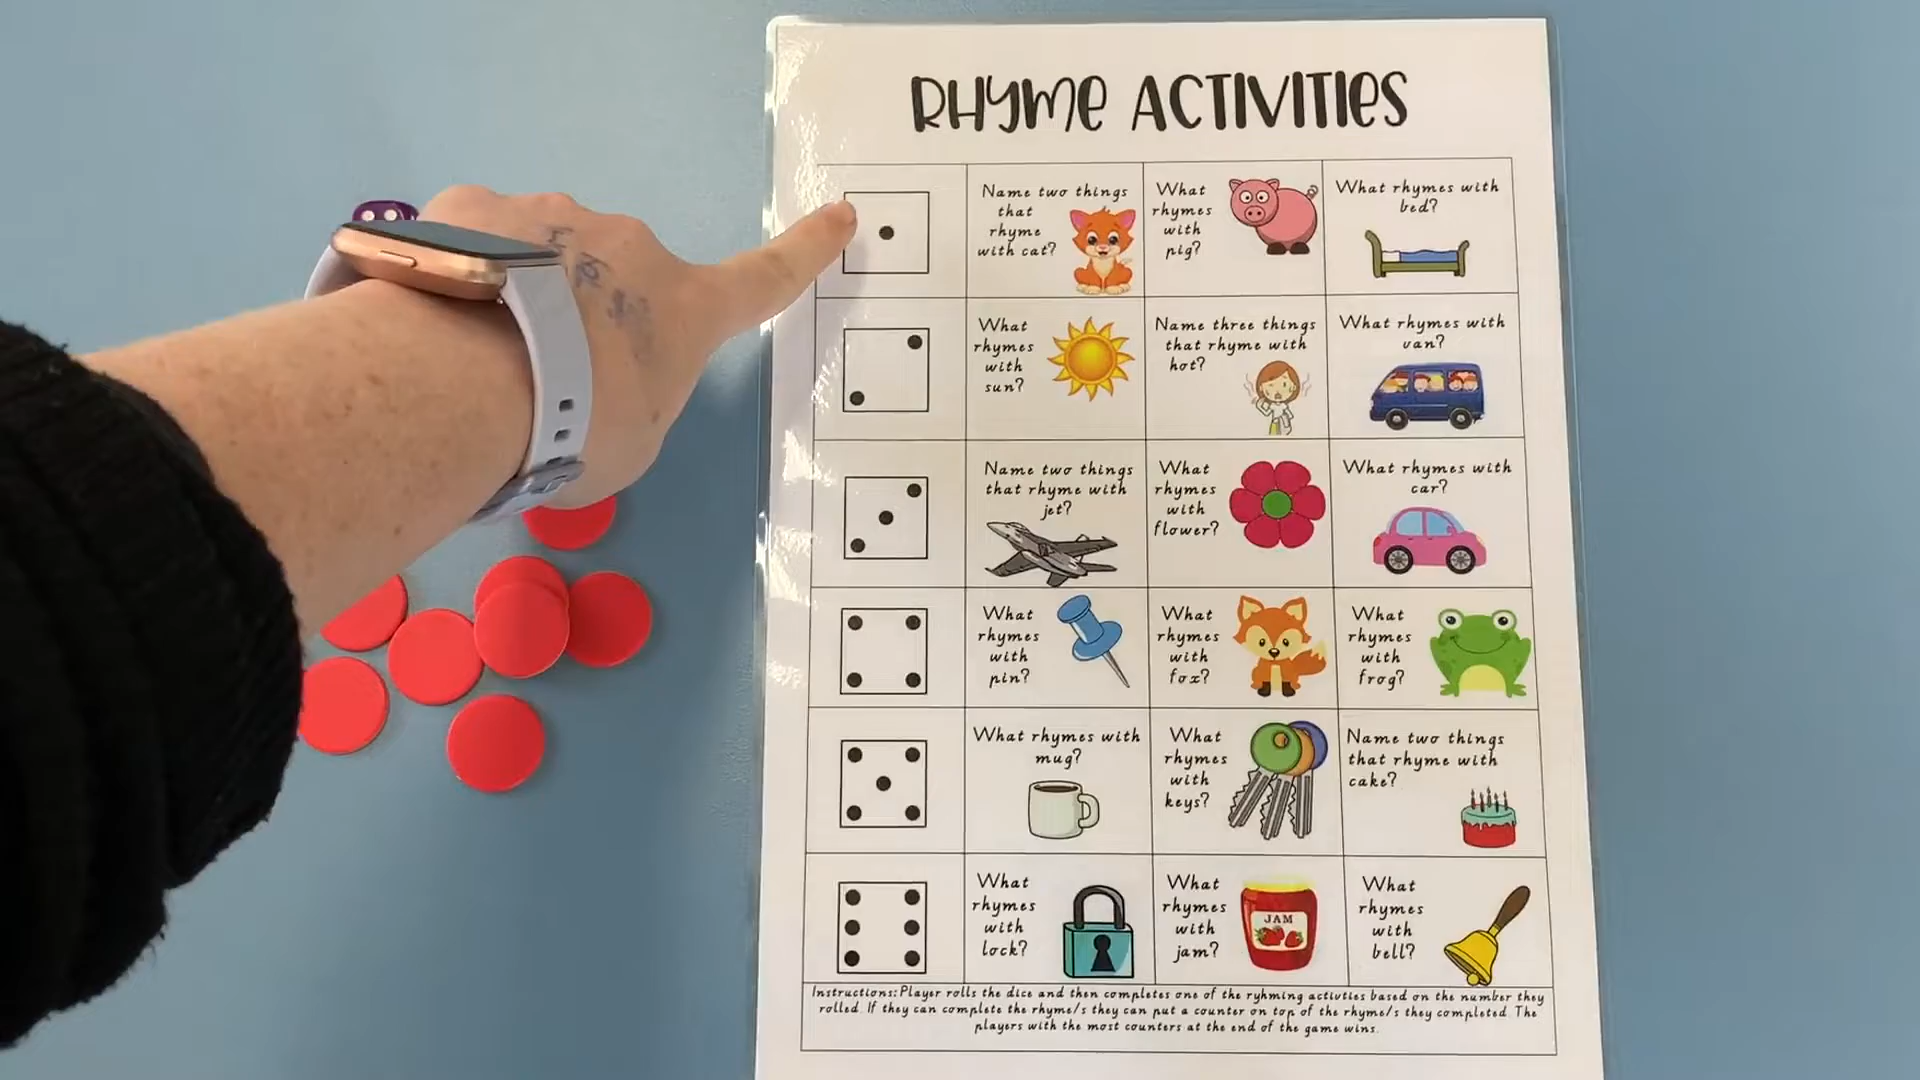 RHYME ACTIVITIES
Name two things
that
rhyme
with cat?
What
rhymes
with
pig?
What rhymes with
bed?
What
rhymes
with
sun?
Name three things
that rhyme with
hot?
What rhymes with
van?
Name two things
that rhyme with
jet?
What
rhymes
with
flower?
What rhymes with
car?
What
rhymes
with
pin?
What
rhymes
with
fox?
What
rhymes
with
frog?
What rhymes with
mug?
What
rhymes
with
keys?
Name two things
that rhyme with
cake?
What
rhymes
with
lock?
What
rhymes
with
jam?
JAM
What
rhymes
with
bell?
Instructions: Player rolls the dice and then completes one of the ryhming activties based on the number they
rolled. If they can complete the rhyme/s they can put a counter on top of the rhyme/s they completed. The
players with the most counters at the end of the game wins.